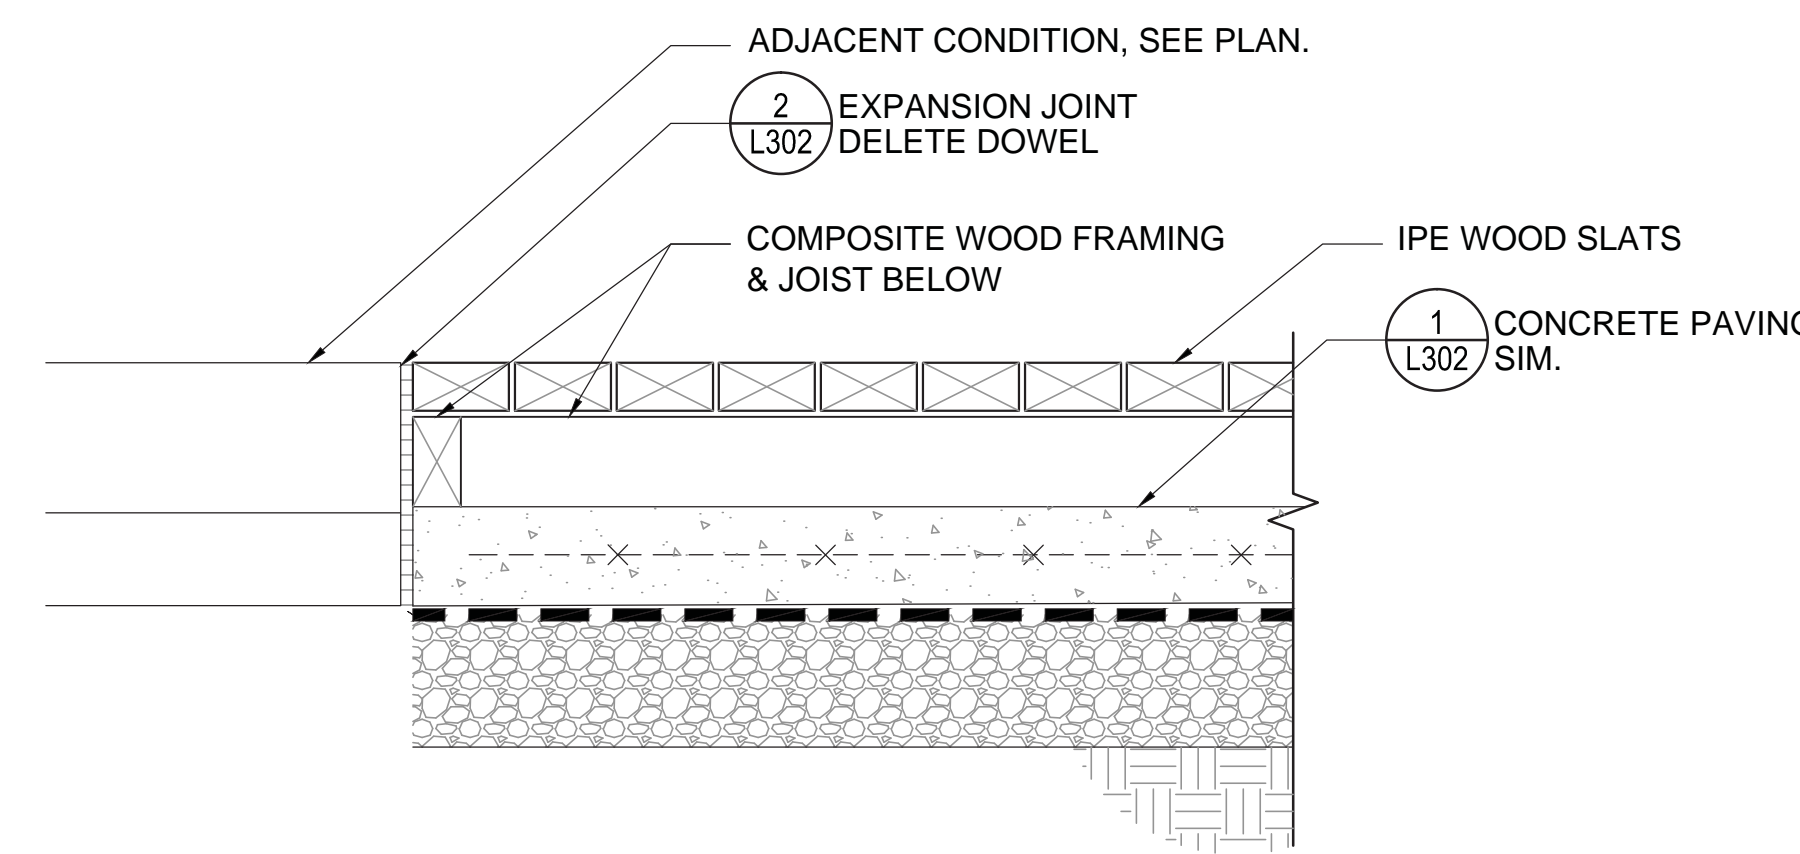 ADJACENT CONDITION, SEE PLAN.
2
L302
EXPANSION JOINT
DELETE DOWEL
COMPOSITE WOOD FRAMING
& JOIST BELOW
IPE WOOD SLATS
1
L302
CONCRETE PAVING
SIM.